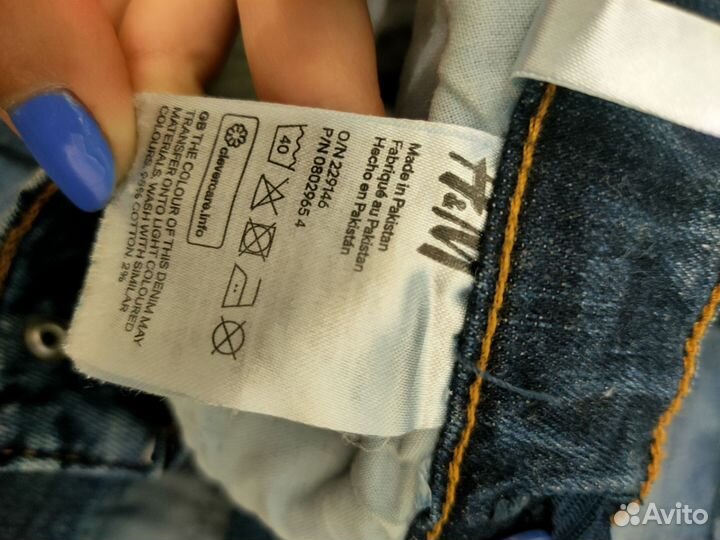 H&M
Made in Pakistan
Fabriqué au Pakistan
Hecho en Pakistán
O/N 229146
P/N 0802965 4
40
clevercare.info
GB THE COLOUR OF THIS DENIM MAY
TRANSFER ONTO LIGHT COLOURED
MATERIALS, WASH WITH SIMILAR
COLOURS. 98% COTTON 2%
Avito